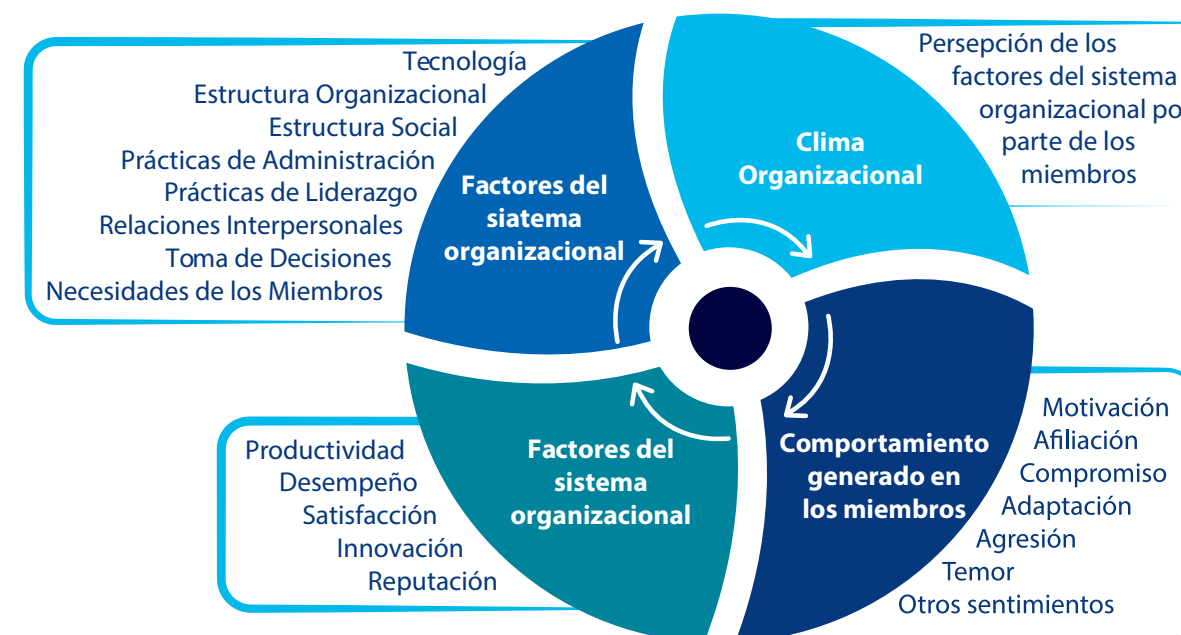 Tecnología
Estructura Organizacional
Estructura Social
Prácticas de Administración
Prácticas de Liderazgo
Relaciones Interpersonales
Toma de Decisiones
Necesidades de los Miembros
Factores del
siatema
organizacional
Clima
Organizacional
Persepción de los
factores del sistema
organizacional po
parte de los
miembros
Productividad
Desempeño
Satisfacción
Innovación
Reputación
Factores del
sistema
organizacional
Comportamiento
generado en
los miembros
Motivación
Afiliación
Compromiso
Adaptación
Agresión
Temor
Otros sentimientos